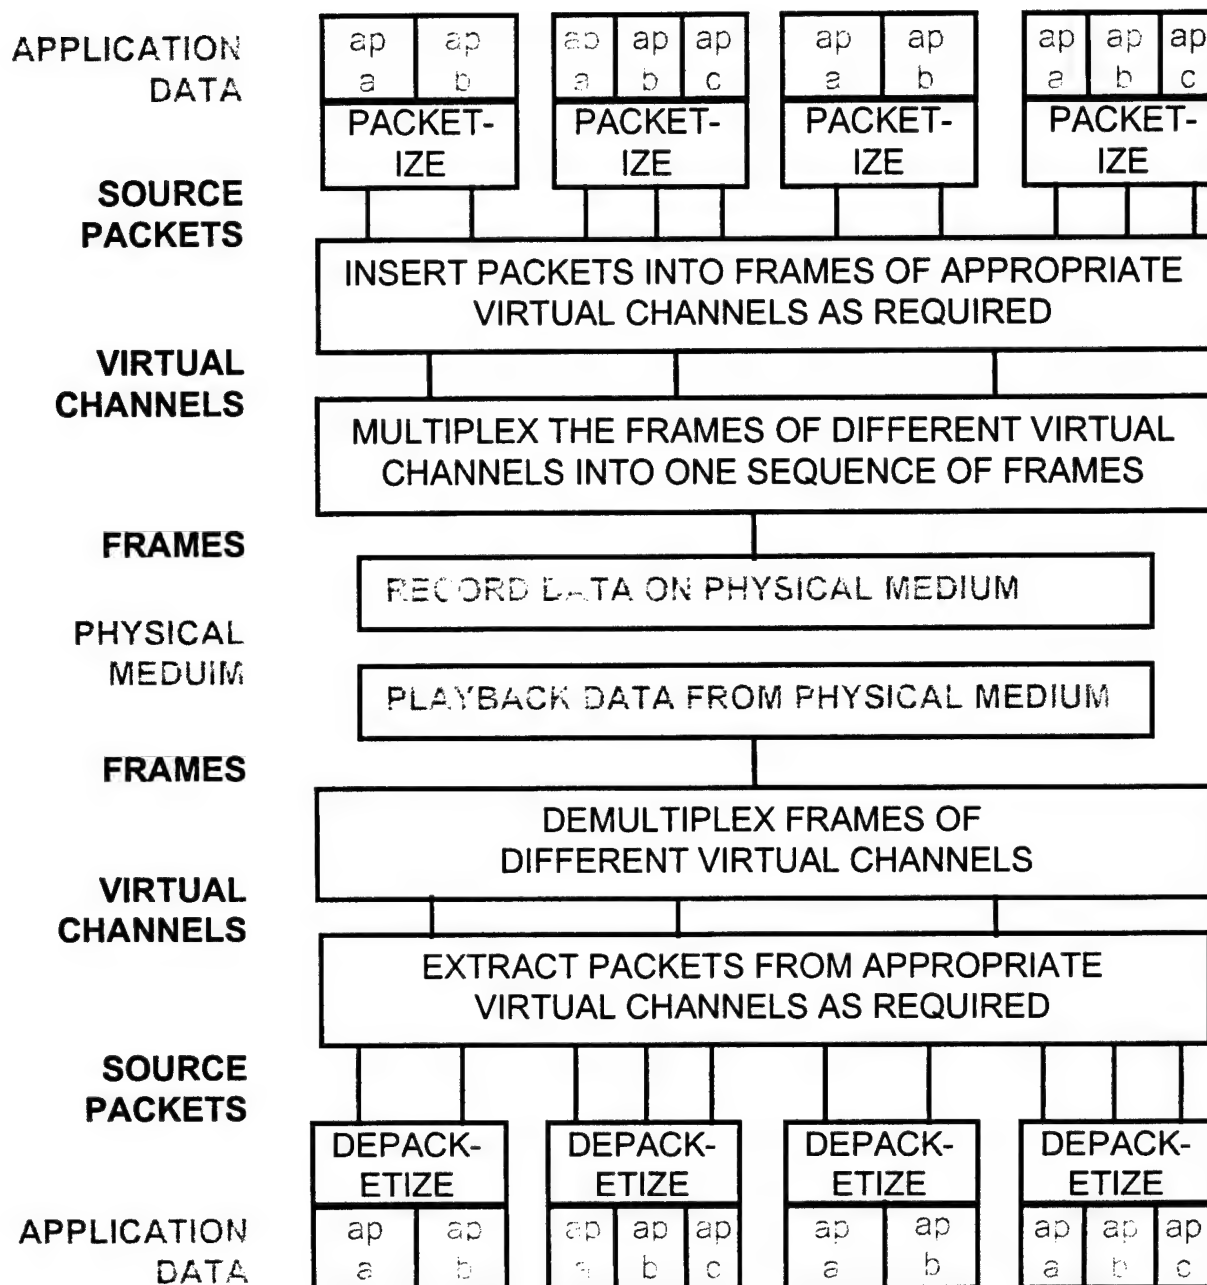 APPLICATION
DATA
ap ap ap ap ap ap ap ap ap ap
a b a b c a b a b c
PACKET-
IZE
PACKET-
IZE
PACKET-
IZE
PACKET-
IZE
SOURCE
PACKETS
INSERT PACKETS INTO FRAMES OF APPROPRIATE
VIRTUAL CHANNELS AS REQUIRED
VIRTUAL
CHANNELS
MULTIPLEX THE FRAMES OF DIFFERENT VIRTUAL
CHANNELS INTO ONE SEQUENCE OF FRAMES
FRAMES
RECORD DATA ON PHYSICAL MEDIUM
PHYSICAL
MEDUIM
PLAYBACK DATA FROM PHYSICAL MEDIUM
FRAMES
DEMULTIPLEX FRAMES OF
DIFFERENT VIRTUAL CHANNELS
VIRTUAL
CHANNELS
EXTRACT PACKETS FROM APPROPRIATE
VIRTUAL CHANNELS AS REQUIRED
SOURCE
PACKETS
DEPACK-
ETIZE
DEPACK-
ETIZE
DEPACK-
ETIZE
DEPACK-
ETIZE
APPLICATION
DATA
ap ap ap ap ap ap ap ap ap ap
a b a b c a b a b c